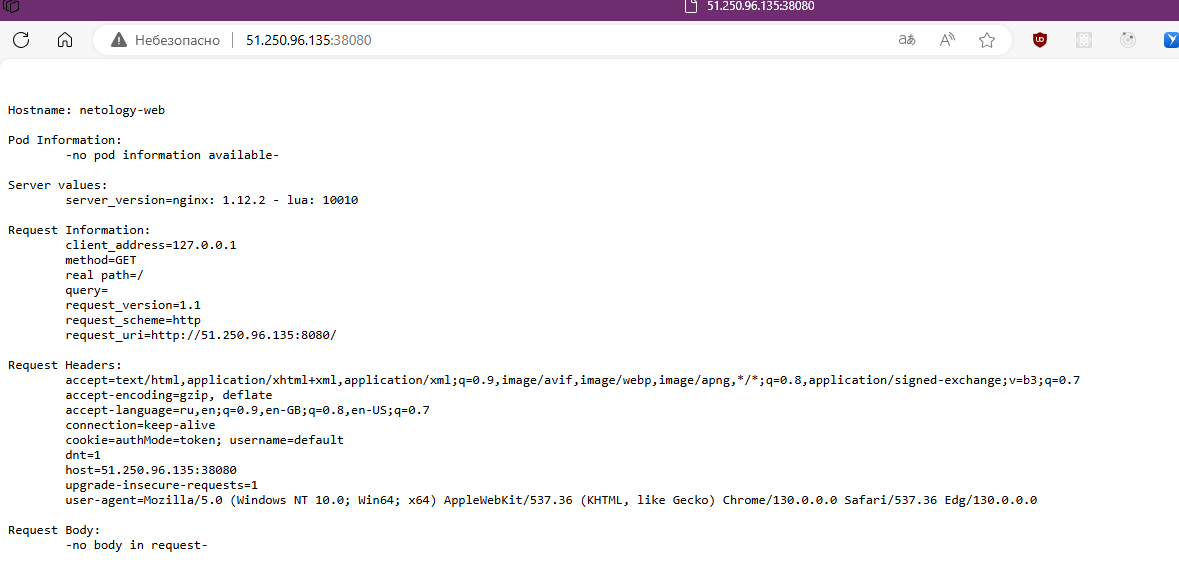 51.250.96.135:38080
Небезопасно 51.250.96.135:38080
Hostname: netology-web
Pod Information:
-no pod information available-
Server values:
server_version=nginx: 1.12.2 - lua: 10010
Request Information:
client_address=127.0.0.1
method=GET
real path=/
query=
request_version=1.1
request_scheme=http
request_uri=http://51.250.96.135:8080/
Request Headers:
accept=text/html,application/xhtml+xml,application/xml;q=0.9,image/avif,image/webp,image/apng,*/*;q=0.8,application/signed-exchange;v=b3;q=0.7
accept-encoding=gzip, deflate
accept-language=ru,en;q=0.9,en-GB;q=0.8,en-US;q=0.7
connection=keep-alive
cookie=authMode=token; username=default
dnt=1
host=51.250.96.135:38080
upgrade-insecure-requests=1
user-agent=Mozilla/5.0 (Windows NT 10.0; Win64; x64) AppleWebKit/537.36 (KHTML, like Gecko) Chrome/130.0.0.0 Safari/537.36 Edg/130.0.0.0
Request Body:
-no body in request-